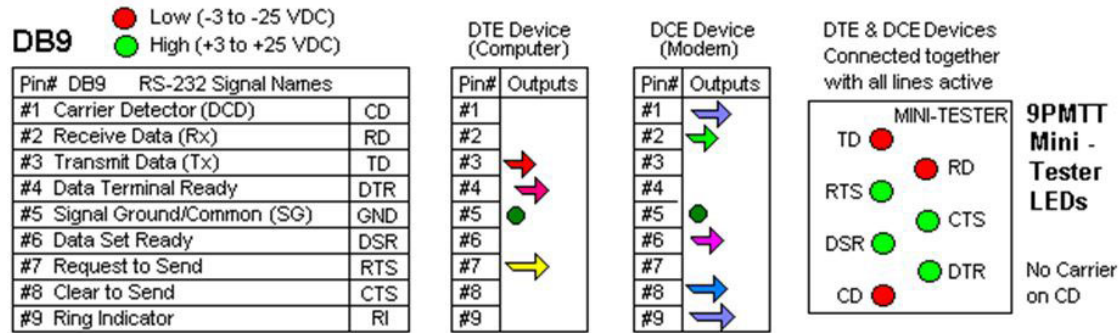 DB9
Low (-3 to -25 VDC)
High (+3 to +25 VDC)
Pin# DB9 RS-232 Signal Names
#1 Carrier Detector (DCD) CD
#2 Receive Data (Rx) RD
#3 Transmit Data (Tx) TD
#4 Data Terminal Ready DTR
#5 Signal Ground/Common (SG) GND
#6 Data Set Ready DSR
#7 Request to Send RTS
#8 Clear to Send CTS
#9 Ring Indicator RI
DTE Device
(Computer)
Pin# Outputs
#1
#2
#3
#4
#5
#6
#7
#8
#9
DCE Device
(Modem)
Pin# Outputs
#1
#2
#3
#4
#5
#6
#7
#8
#9
DTE & DCE Devices
Connected together
with all lines active
MINI-TESTER
TD
RD
RTS
CTS
DSR
DTR
CD
9PMTT
Mini -
Tester
LEDs
No Carrier
on CD